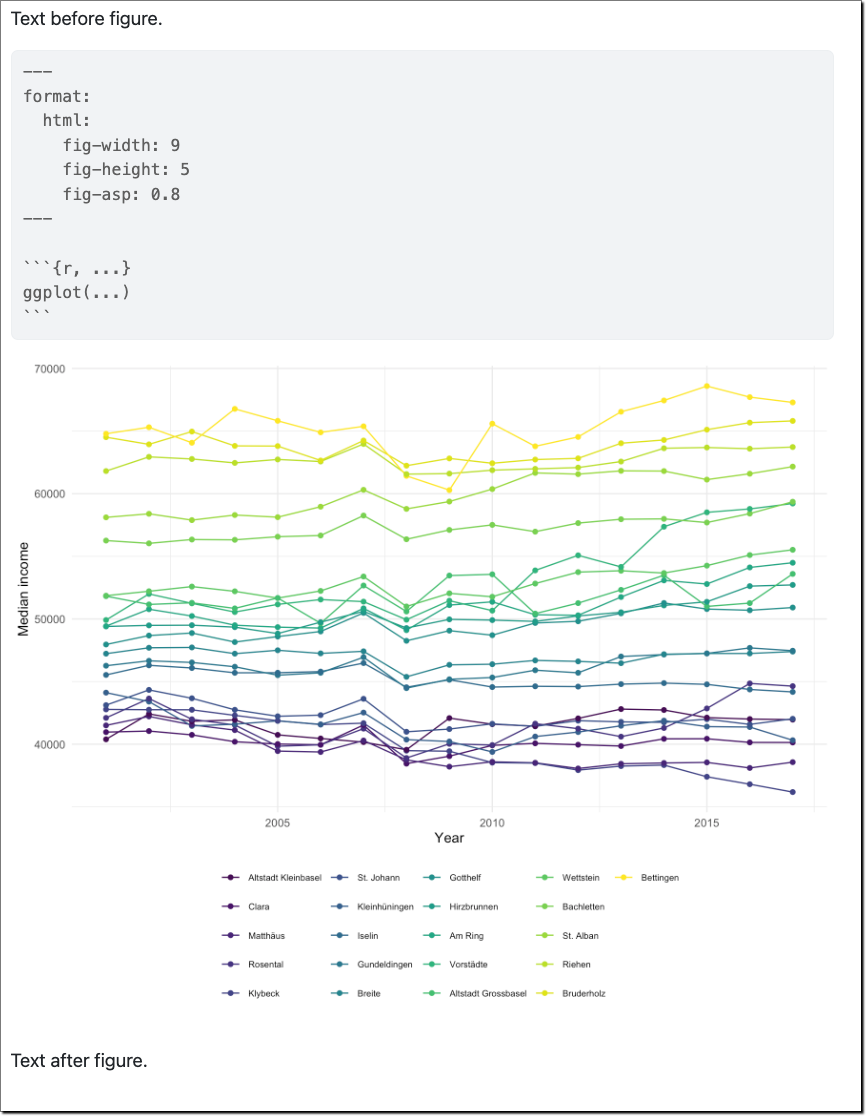 Text before figure.
---
format:
  html:
    fig-width: 9
    fig-height: 5
    fig-asp: 0.8
---
```{r, ...}
ggplot(...)
```
70000
60000
50000
40000
Median income
2005 2010 2015
Year
Altstadt Kleinbasel St. Johann Gotthelf Wettstein Bettingen
Clara Kleinhüningen Hirzbrunnen Bachletten
Matthäus Iselin Am Ring St. Alban
Rosental Gundeldingen Vorstädte Riehen
Klybeck Breite Altstadt Grossbasel Bruderholz
Text after figure.